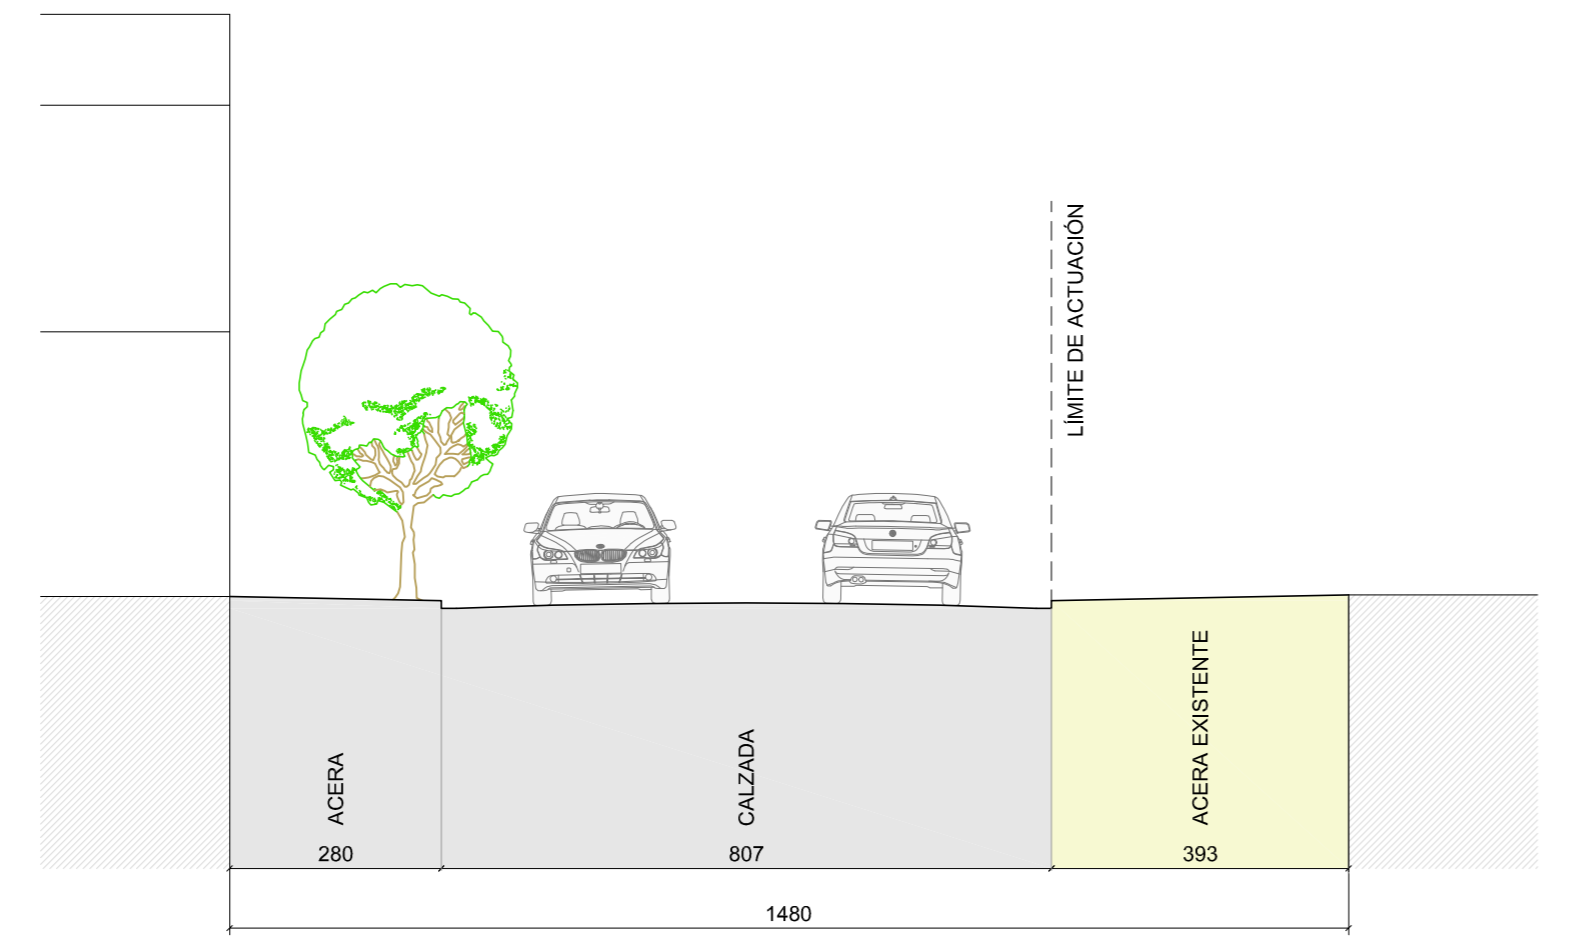 LÍMITE DE ACTUACIÓN
ACERA
CALZADA
ACERA EXISTENTE
280
807
393
1480